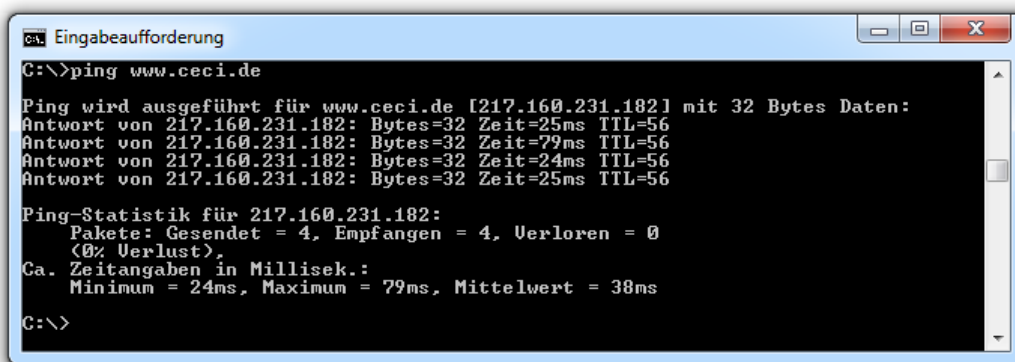 Eingabeaufforderung
C:\>ping www.ceci.de
Ping wird ausgeführt für www.ceci.de [217.160.231.182] mit 32 Bytes Daten:
Antwort von 217.160.231.182: Bytes=32 Zeit=25ms TTL=56
Antwort von 217.160.231.182: Bytes=32 Zeit=79ms TTL=56
Antwort von 217.160.231.182: Bytes=32 Zeit=24ms TTL=56
Antwort von 217.160.231.182: Bytes=32 Zeit=25ms TTL=56
Ping-Statistik für 217.160.231.182:
Pakete: Gesendet = 4, Empfangen = 4, Verloren = 0
(0% Verlust),
Ca. Zeitangaben in Millisek.:
Minimum = 24ms, Maximum = 79ms, Mittelwert = 38ms
C:\>